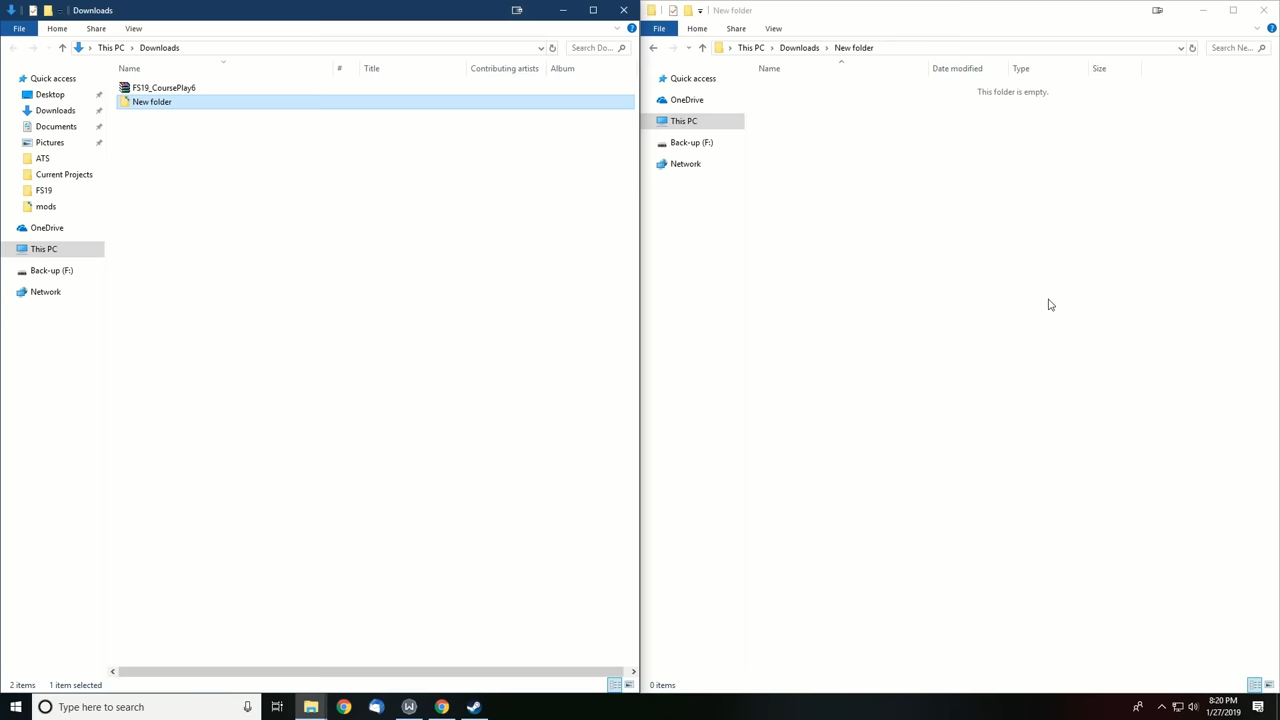 Downloads
File Home Share View
This PC > Downloads
Search Do...
Name # Title Contributing artists Album
Quick access
Desktop
Downloads
Documents
Pictures
ATS
Current Projects
FS19
mods
OneDrive
This PC
Back-up (F:)
Network
FS19_CoursePlay6
New folder
2 items 1 item selected
New folder
File Home Share View
This PC > Downloads > New folder
Search Ne...
Name Date modified Type Size
This folder is empty.
Quick access
OneDrive
This PC
Back-up (F:)
Network
0 items
Type here to search
8:20 PM
1/27/2019